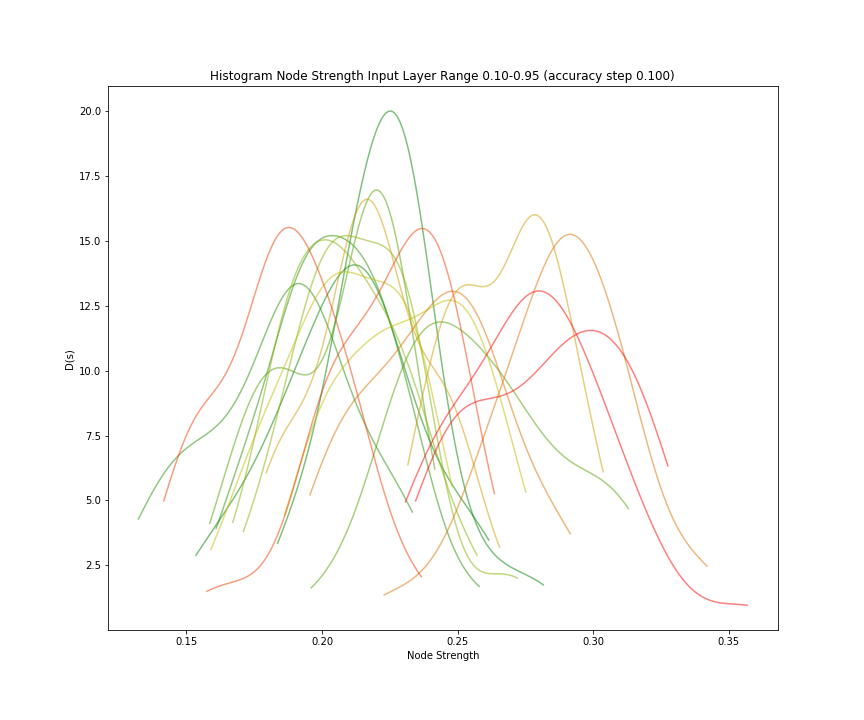 Histogram Node Strength Input Layer Range 0.10-0.95 (accuracy step 0.100)
20.0
17.5
15.0
12.5
10.0
7.5
5.0
2.5
D(s)
0.15 0.20 0.25 0.30 0.35
Node Strength